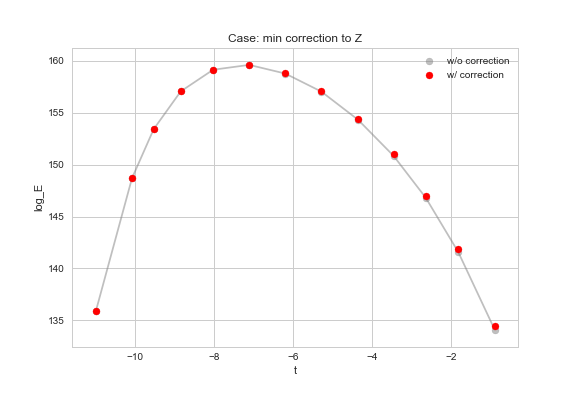 Case: min correction to Z
w/o correction
w/ correction
160
155
150
145
140
135
log_E
−10
−8
−6
−4
−2
t